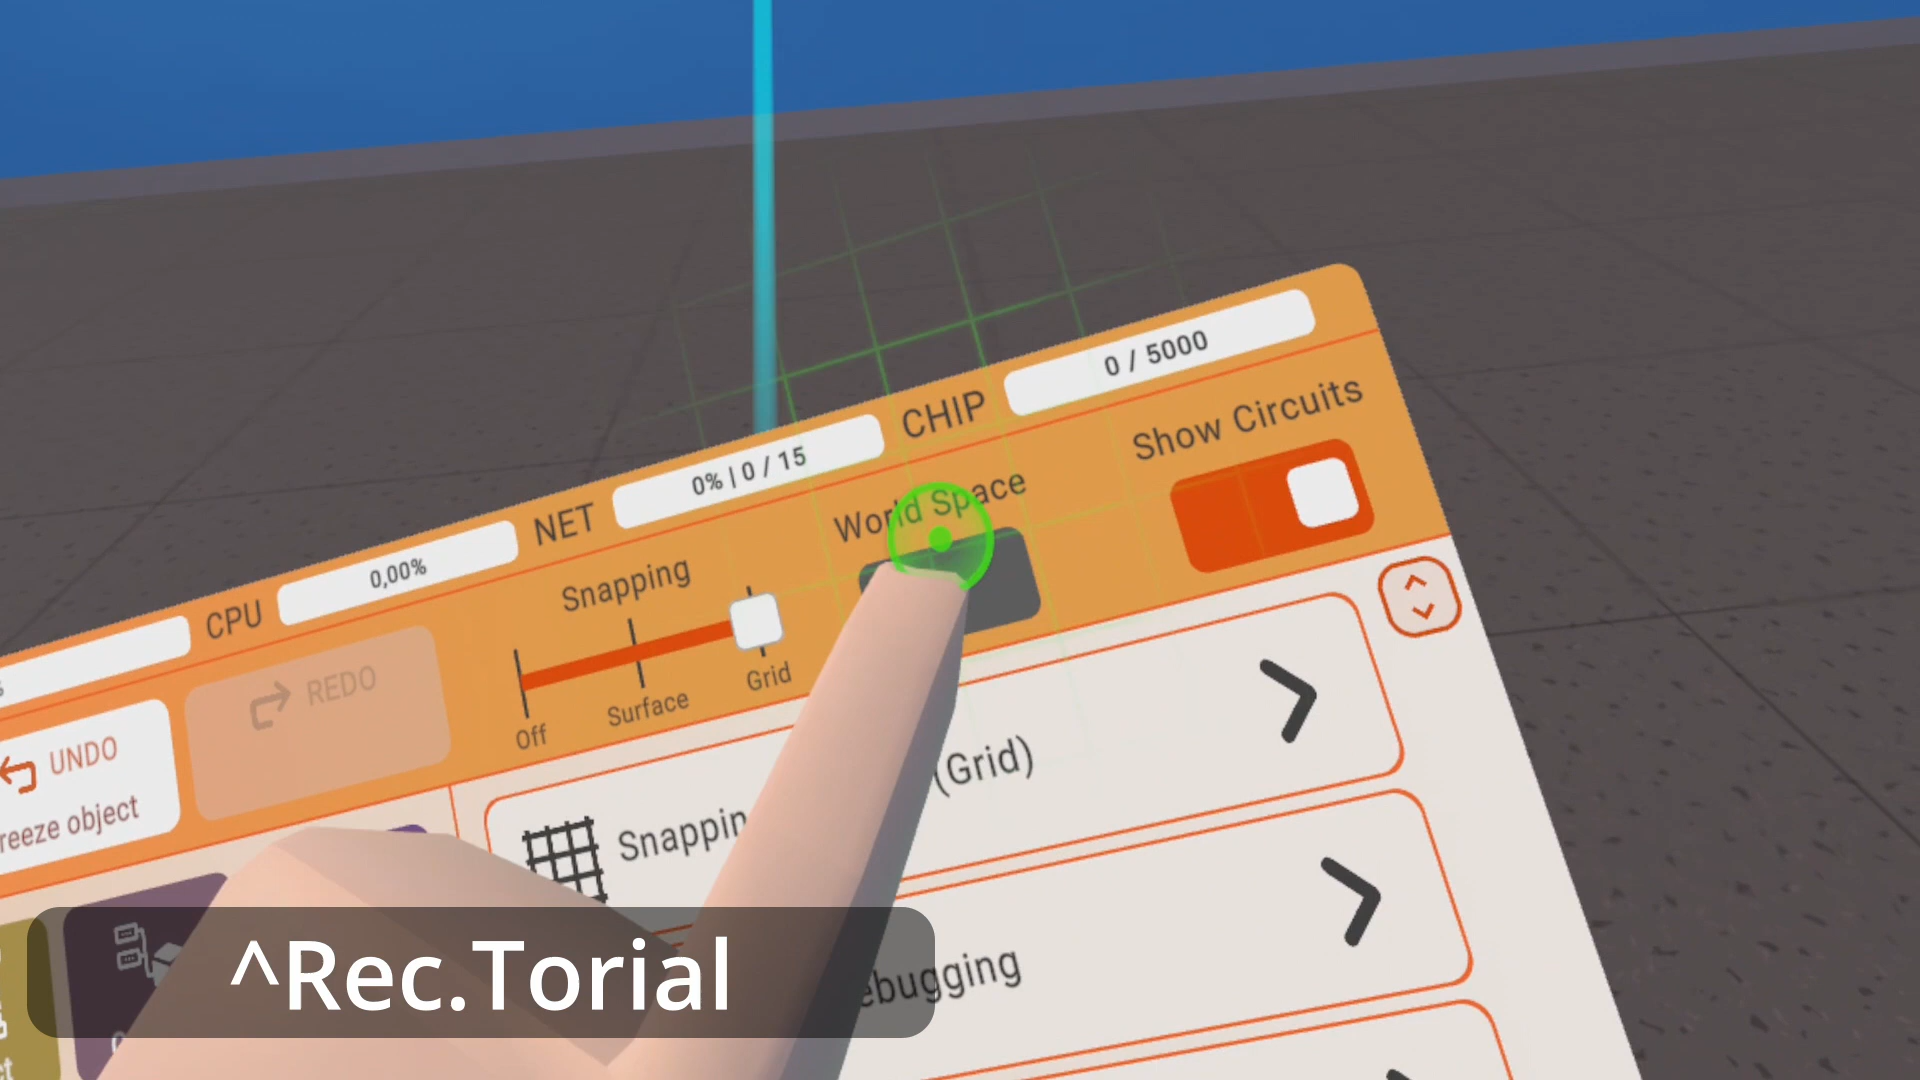 CHIP 0 / 5000
NET 0% | 0 / 15
CPU 0,00%
Show Circuits
World Space
Snapping
Off Surface Grid
UNDO
reeze object
REDO
Snappin (Grid)
ebugging
^Rec.Torial